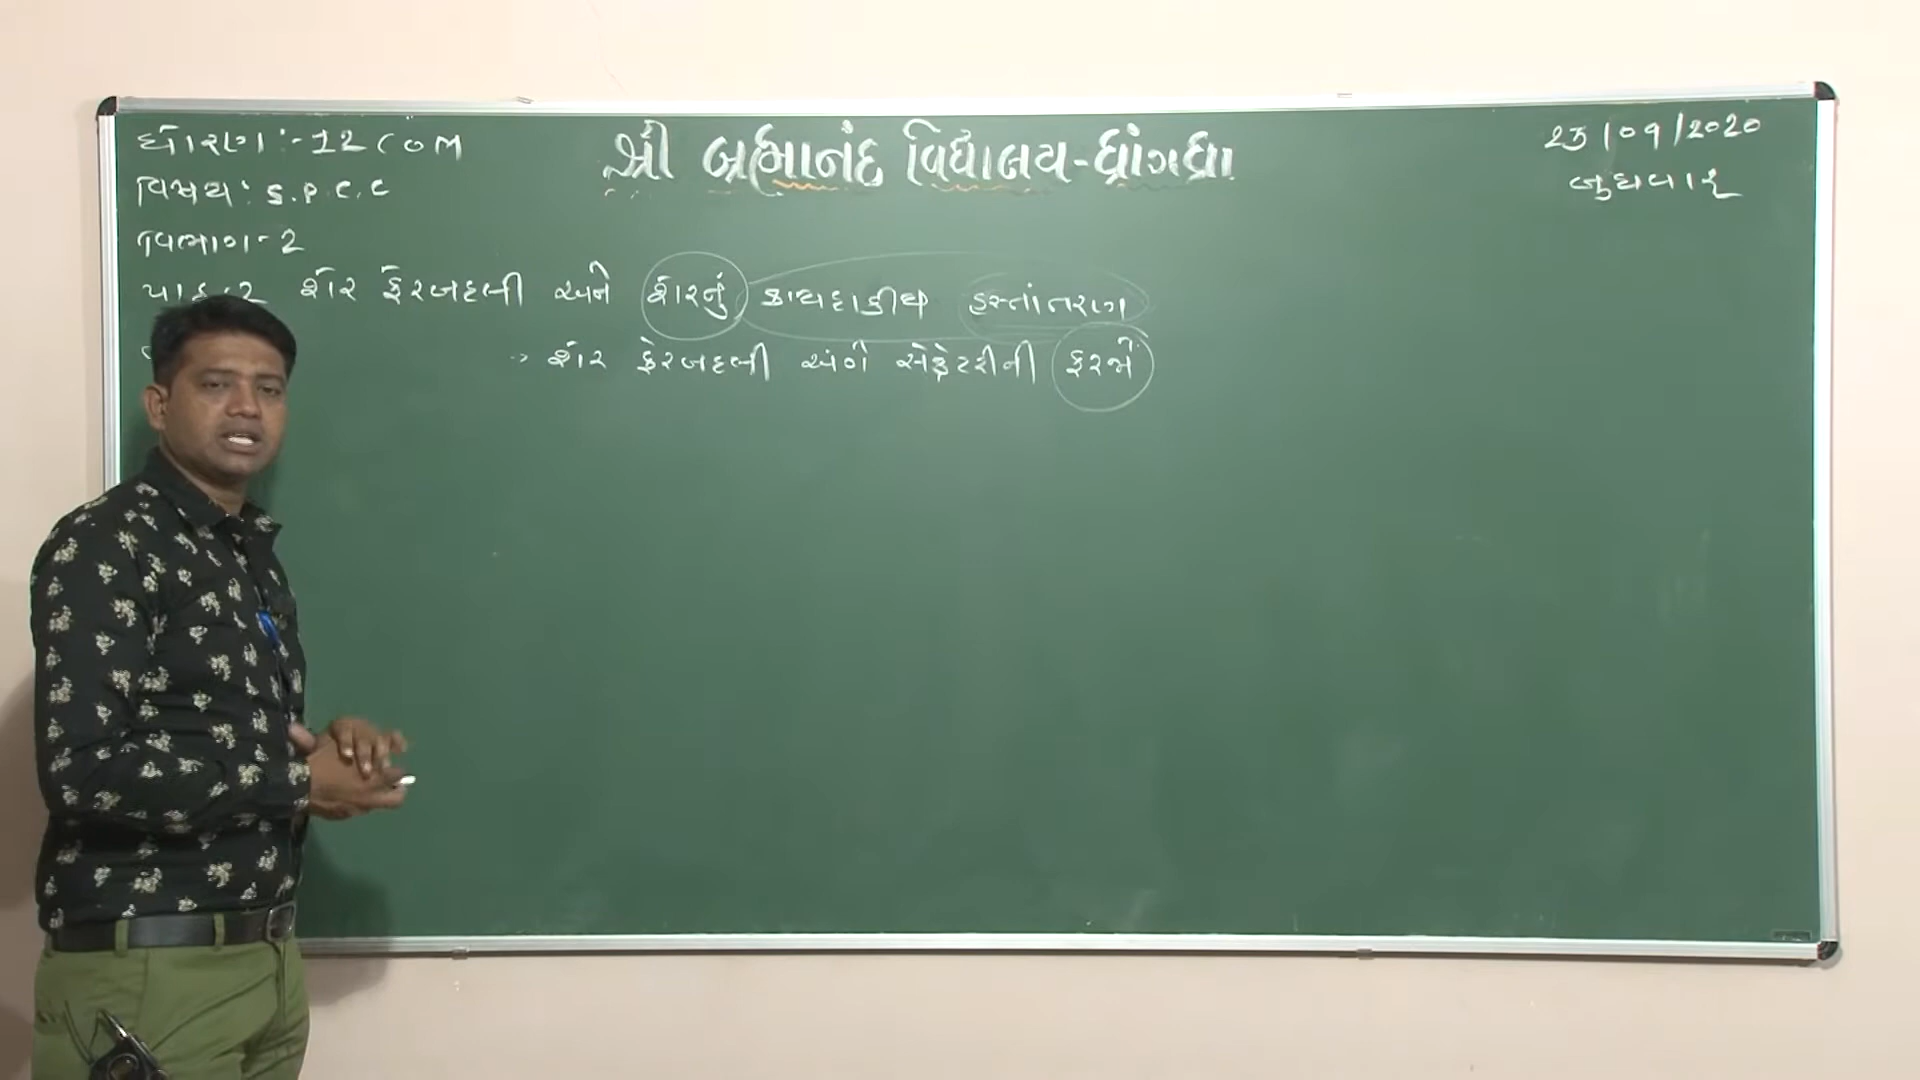 ધોરણ :- 12 COM
શ્રી બ્રહ્માનંદ વિદ્યાલય - ધ્રાંગધ્રા
23/09/2020
બુધવાર
વિષય : S.P.C.C
વિભાગ - 2
પાઠ : 2 શેર ફેરબદલી અને શેરનું કાયદાકીય હસ્તાંતરણ
→ શેર ફેરબદલી અંગે સેક્રેટરીની ફરજો